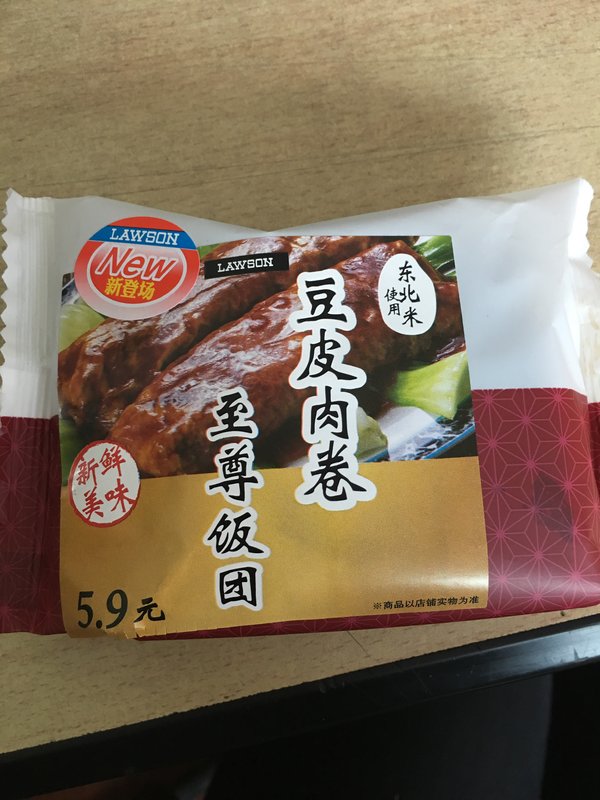 LAWSON
New
新登场
LAWSON
东北米
使用
豆皮肉卷
至尊饭团
新鲜
美味
5.9元
※商品以店铺实物为准